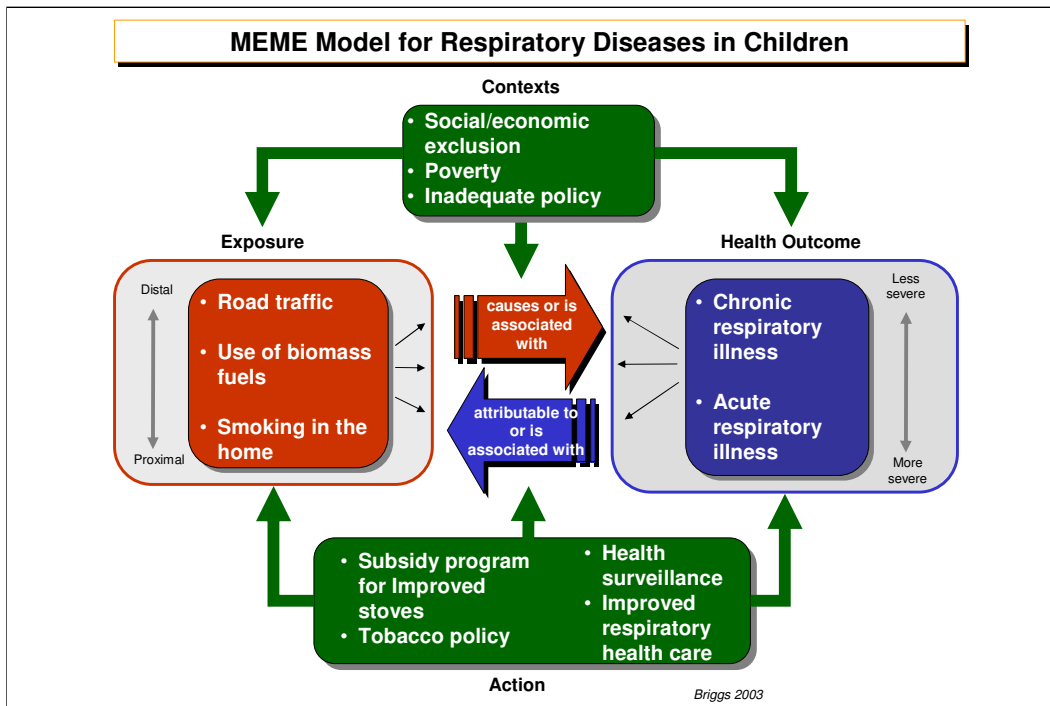 MEME Model for Respiratory Diseases in Children
Contexts
• Social/economic
exclusion
• Poverty
• Inadequate policy
Exposure
Health Outcome
Distal
Proximal
• Road traffic
• Use of biomass
fuels
• Smoking in the
home
causes or is
associated
with
attributable to
or is
associated with
• Chronic
respiratory
illness
• Acute
respiratory
illness
Less
severe
More
severe
• Subsidy program
for Improved
stoves
• Tobacco policy
• Health
surveillance
• Improved
respiratory
health care
Action
Briggs 2003